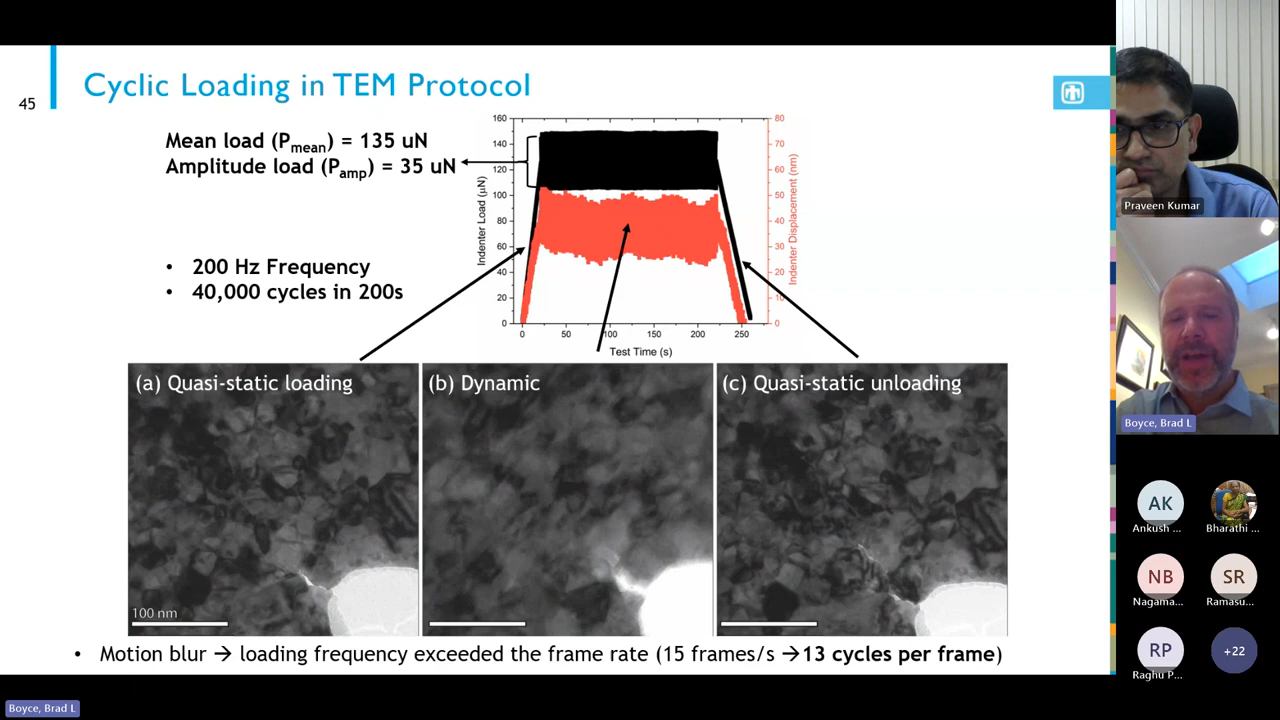 45
Cyclic Loading in TEM Protocol
Mean load (Pmean) = 135 uN
Amplitude load (Pamp) = 35 uN
• 200 Hz Frequency
• 40,000 cycles in 200s
160
140
120
100
80
60
40
20
0
Indenter Load (μN)
80
70
60
50
40
30
20
10
0
Indenter Displacement (nm)
0 50 100 150 200 250
Test Time (s)
(a) Quasi-static loading
(b) Dynamic
(c) Quasi-static unloading
100 nm
• Motion blur → loading frequency exceeded the frame rate (15 frames/s →13 cycles per frame)
Praveen Kumar
Boyce, Brad L
AK
Ankush ...
Bharathi ...
NB
Nagama...
SR
Ramasu...
RP
Raghu P...
+22
Boyce, Brad L